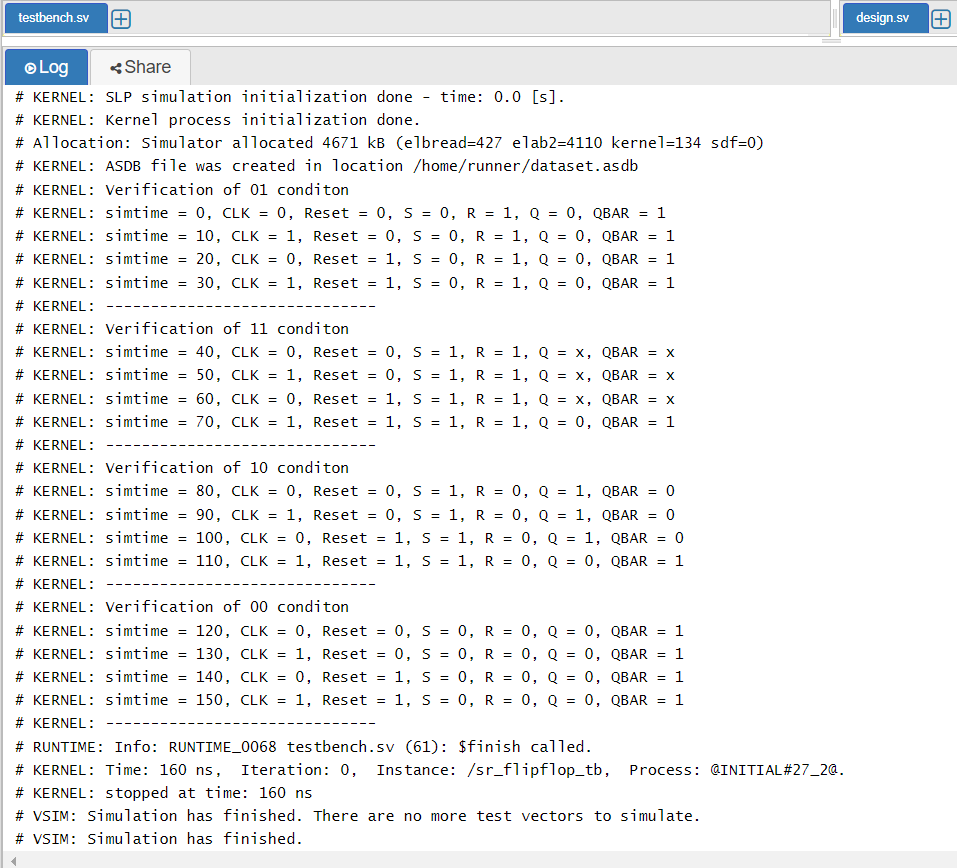 testbench.sv
design.sv
Log
Share
# KERNEL: SLP simulation initialization done - time: 0.0 [s].
# KERNEL: Kernel process initialization done.
# Allocation: Simulator allocated 4671 kB (elbread=427 elab2=4110 kernel=134 sdf=0)
# KERNEL: ASDB file was created in location /home/runner/dataset.asdb
# KERNEL: Verification of 01 conditon
# KERNEL: simtime = 0, CLK = 0, Reset = 0, S = 0, R = 1, Q = 0, QBAR = 1
# KERNEL: simtime = 10, CLK = 1, Reset = 0, S = 0, R = 1, Q = 0, QBAR = 1
# KERNEL: simtime = 20, CLK = 0, Reset = 1, S = 0, R = 1, Q = 0, QBAR = 1
# KERNEL: simtime = 30, CLK = 1, Reset = 1, S = 0, R = 1, Q = 0, QBAR = 1
# KERNEL: ------------------------------
# KERNEL: Verification of 11 conditon
# KERNEL: simtime = 40, CLK = 0, Reset = 0, S = 1, R = 1, Q = x, QBAR = x
# KERNEL: simtime = 50, CLK = 1, Reset = 0, S = 1, R = 1, Q = x, QBAR = x
# KERNEL: simtime = 60, CLK = 0, Reset = 1, S = 1, R = 1, Q = x, QBAR = x
# KERNEL: simtime = 70, CLK = 1, Reset = 1, S = 1, R = 1, Q = 0, QBAR = 1
# KERNEL: ------------------------------
# KERNEL: Verification of 10 conditon
# KERNEL: simtime = 80, CLK = 0, Reset = 0, S = 1, R = 0, Q = 1, QBAR = 0
# KERNEL: simtime = 90, CLK = 1, Reset = 0, S = 1, R = 0, Q = 1, QBAR = 0
# KERNEL: simtime = 100, CLK = 0, Reset = 1, S = 1, R = 0, Q = 1, QBAR = 0
# KERNEL: simtime = 110, CLK = 1, Reset = 1, S = 1, R = 0, Q = 0, QBAR = 1
# KERNEL: ------------------------------
# KERNEL: Verification of 00 conditon
# KERNEL: simtime = 120, CLK = 0, Reset = 0, S = 0, R = 0, Q = 0, QBAR = 1
# KERNEL: simtime = 130, CLK = 1, Reset = 0, S = 0, R = 0, Q = 0, QBAR = 1
# KERNEL: simtime = 140, CLK = 0, Reset = 1, S = 0, R = 0, Q = 0, QBAR = 1
# KERNEL: simtime = 150, CLK = 1, Reset = 1, S = 0, R = 0, Q = 0, QBAR = 1
# KERNEL: ------------------------------
# RUNTIME: Info: RUNTIME_0068 testbench.sv (61): $finish called.
# KERNEL: Time: 160 ns,  Iteration: 0,  Instance: /sr_flipflop_tb,  Process: @INITIAL#27_2@.
# KERNEL: stopped at time: 160 ns
# VSIM: Simulation has finished. There are no more test vectors to simulate.
# VSIM: Simulation has finished.